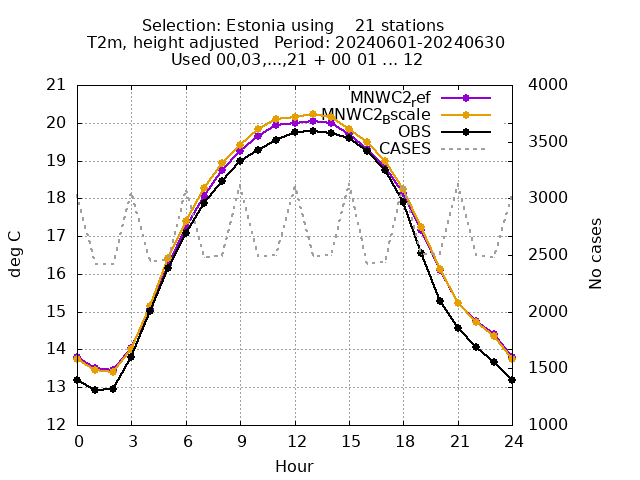 Selection: Estonia using    21 stations
T2m, height adjusted   Period: 20240601-20240630
Used 00,03,...,21 + 00 01 ... 12
21
20
19
18
17
16
15
14
13
12
4000
3500
3000
2500
2000
1500
1000
deg C
No cases
MNWC2ref
MNWC2Bscale
OBS
CASES
0 3 6 9 12 15 18 21 24
Hour